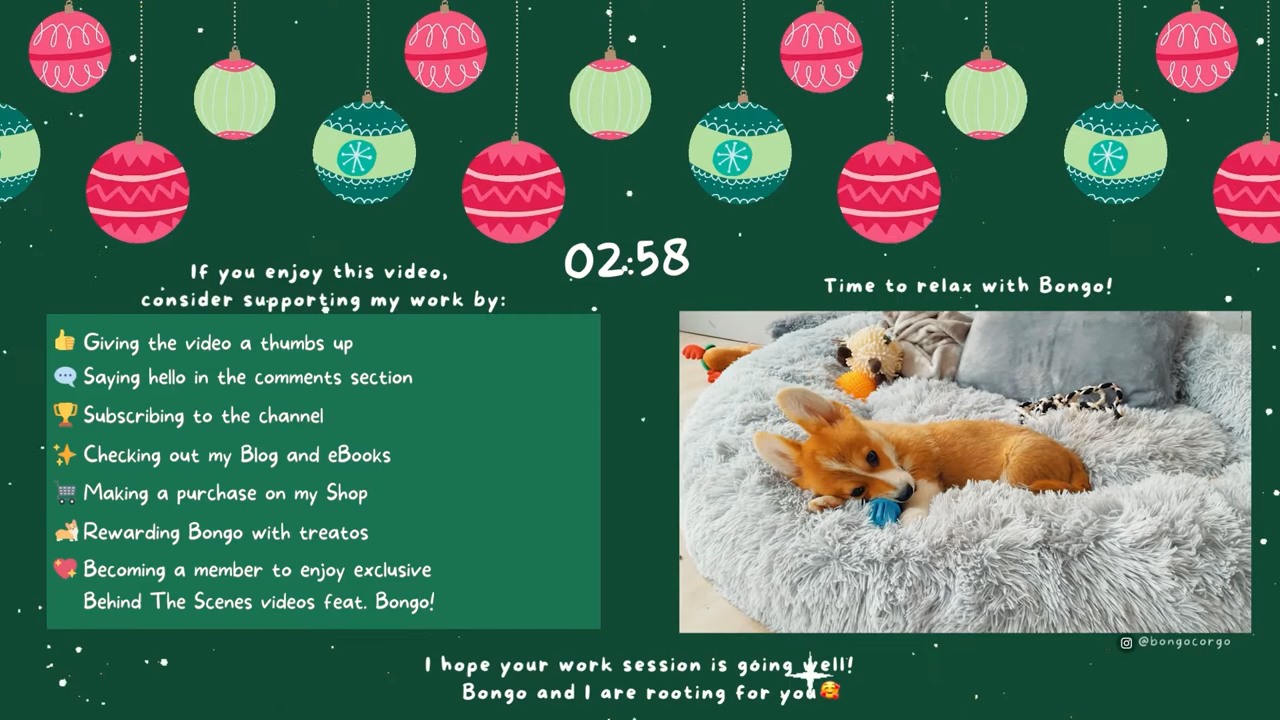 02:58
If you enjoy this video,
consider supporting my work by:
👍 Giving the video a thumbs up
💬 Saying hello in the comments section
🏆 Subscribing to the channel
✨ Checking out my Blog and eBooks
🛒 Making a purchase on my Shop
🐕 Rewarding Bongo with treatos
💖 Becoming a member to enjoy exclusive
Behind The Scenes videos feat. Bongo!
Time to relax with Bongo!
@bongocorgo
I hope your work session is going well!
Bongo and I are rooting for you🥰